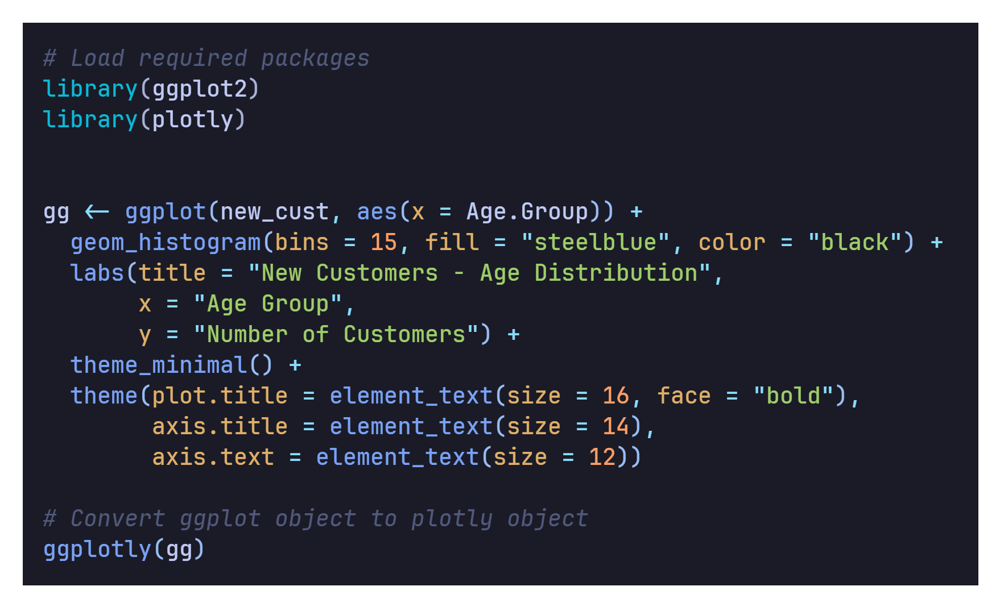 # Load required packages
library(ggplot2)
library(plotly)
gg <- ggplot(new_cust, aes(x = Age.Group)) +
  geom_histogram(bins = 15, fill = "steelblue", color = "black") +
  labs(title = "New Customers - Age Distribution",
       x = "Age Group",
       y = "Number of Customers") +
  theme_minimal() +
  theme(plot.title = element_text(size = 16, face = "bold"),
        axis.title = element_text(size = 14),
        axis.text = element_text(size = 12))
# Convert ggplot object to plotly object
ggplotly(gg)